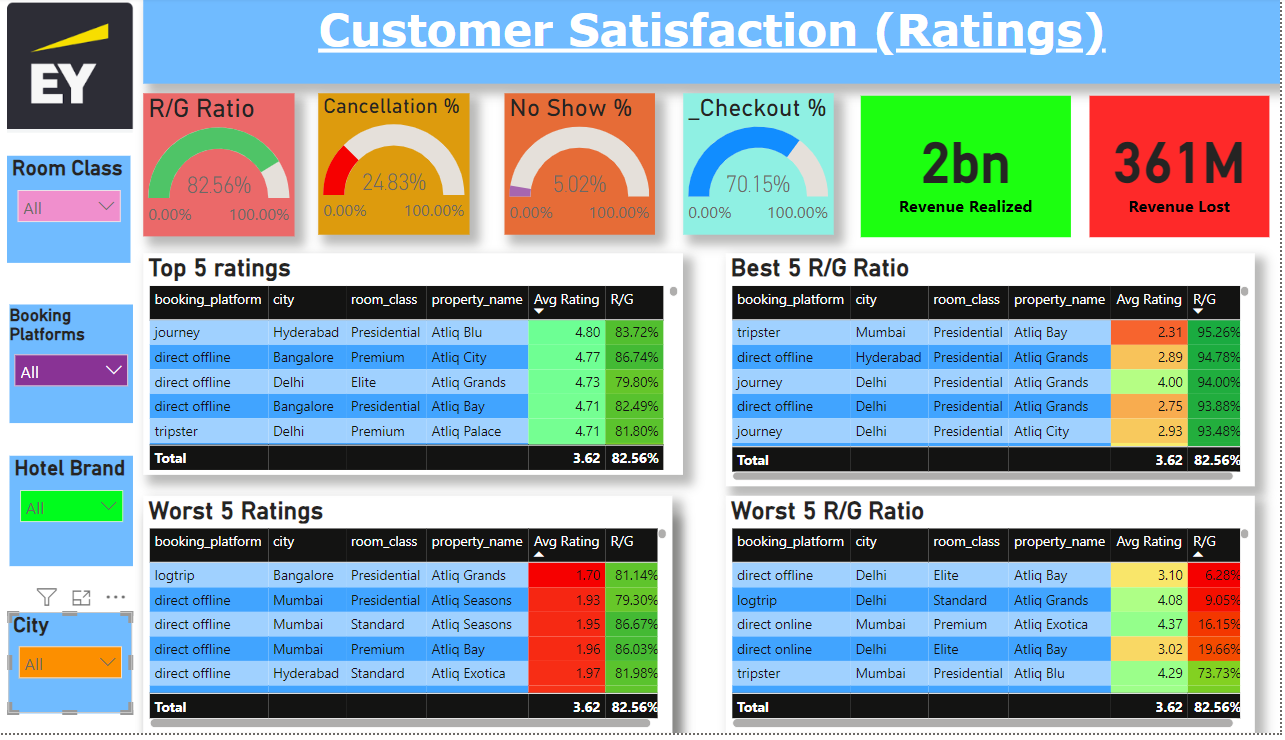 EY
Customer Satisfaction (Ratings)
R/G Ratio
82.56%
0.00% 100.00%
Cancellation %
24.83%
0.00% 100.00%
No Show %
5.02%
0.00% 100.00%
_Checkout %
70.15%
0.00% 100.00%
2bn
Revenue Realized
361M
Revenue Lost
Room Class
All
Booking
Platforms
All
Hotel Brand
All
City
All
Top 5 ratings
booking_platform city room_class property_name Avg Rating R/G
journey Hyderabad Presidential Atliq Blu 4.80 83.72%
direct offline Bangalore Premium Atliq City 4.77 86.74%
direct offline Delhi Elite Atliq Grands 4.73 79.80%
direct offline Bangalore Presidential Atliq Bay 4.71 82.49%
tripster Delhi Premium Atliq Palace 4.71 81.80%
Total 3.62 82.56%
Best 5 R/G Ratio
booking_platform city room_class property_name Avg Rating R/G
tripster Mumbai Presidential Atliq Bay 2.31 95.26%
direct offline Hyderabad Presidential Atliq Grands 2.89 94.78%
journey Delhi Presidential Atliq Grands 4.00 94.00%
direct offline Delhi Presidential Atliq Grands 2.75 93.88%
journey Delhi Presidential Atliq City 2.93 93.48%
Total 3.62 82.56%
Worst 5 Ratings
booking_platform city room_class property_name Avg Rating R/G
logtrip Bangalore Presidential Atliq Grands 1.70 81.14%
direct offline Mumbai Presidential Atliq Seasons 1.93 79.30%
direct offline Mumbai Standard Atliq Seasons 1.95 86.67%
direct offline Mumbai Premium Atliq Bay 1.96 86.03%
direct offline Hyderabad Standard Atliq Exotica 1.97 81.98%
Total 3.62 82.56%
Worst 5 R/G Ratio
booking_platform city room_class property_name Avg Rating R/G
direct offline Delhi Elite Atliq Bay 3.10 6.28%
logtrip Delhi Standard Atliq Grands 4.08 9.05%
direct online Mumbai Premium Atliq Exotica 4.37 16.15%
direct online Delhi Elite Atliq Bay 3.02 19.66%
tripster Mumbai Presidential Atliq Blu 4.29 73.73%
Total 3.62 82.56%